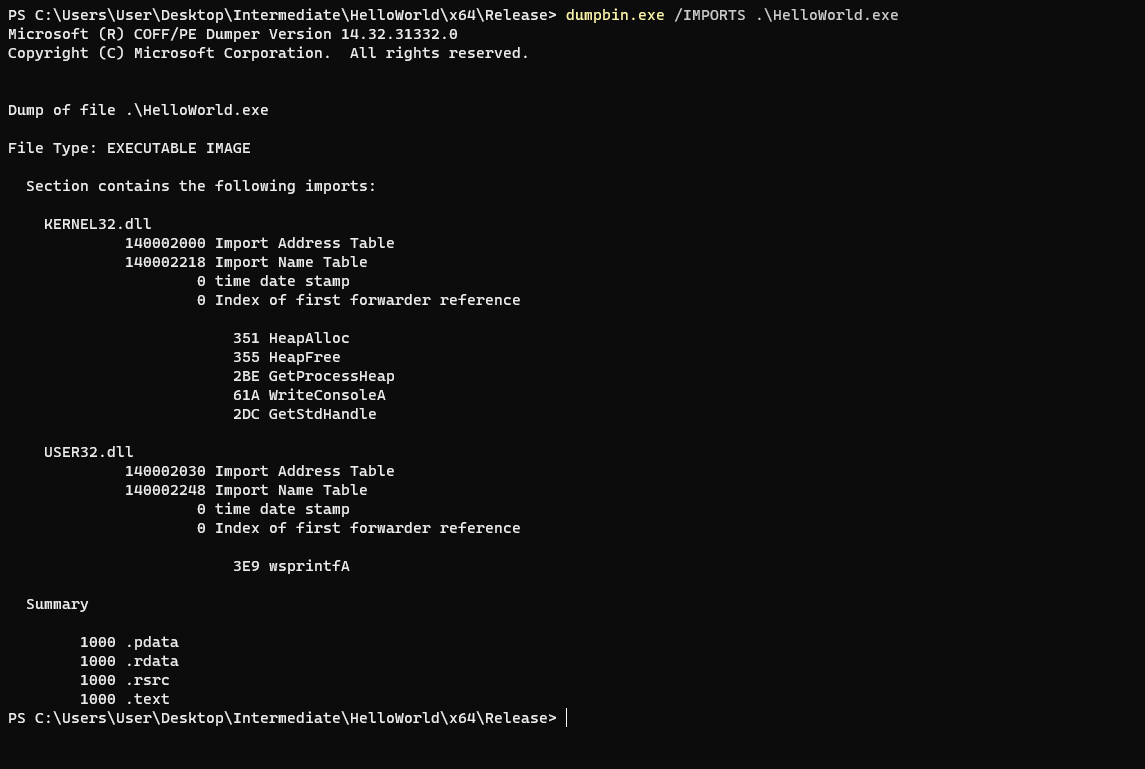 PS C:\Users\User\Desktop\Intermediate\HelloWorld\x64\Release> dumpbin.exe /IMPORTS .\HelloWorld.exe
Microsoft (R) COFF/PE Dumper Version 14.32.31332.0
Copyright (C) Microsoft Corporation.  All rights reserved.
Dump of file .\HelloWorld.exe
File Type: EXECUTABLE IMAGE
Section contains the following imports:
KERNEL32.dll
140002000 Import Address Table
140002218 Import Name Table
0 time date stamp
0 Index of first forwarder reference
351 HeapAlloc
355 HeapFree
2BE GetProcessHeap
61A WriteConsoleA
2DC GetStdHandle
USER32.dll
140002030 Import Address Table
140002248 Import Name Table
0 time date stamp
0 Index of first forwarder reference
3E9 wsprintfA
Summary
1000 .pdata
1000 .rdata
1000 .rsrc
1000 .text
PS C:\Users\User\Desktop\Intermediate\HelloWorld\x64\Release>